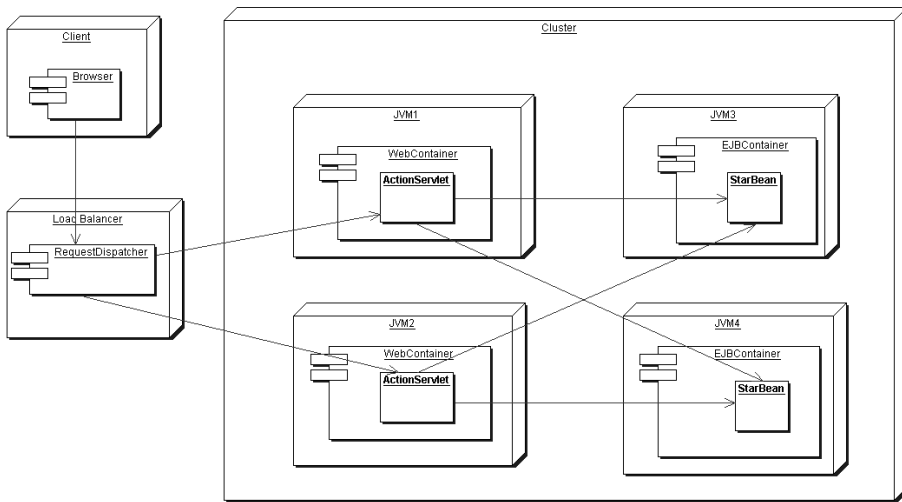 Client
Browser
Load Balancer
RequestDispatcher
Cluster
JVM1
WebContainer
ActionServlet
JVM3
EJBContainer
StarBean
JVM2
WebContainer
ActionServlet
JVM4
EJBContainer
StarBean